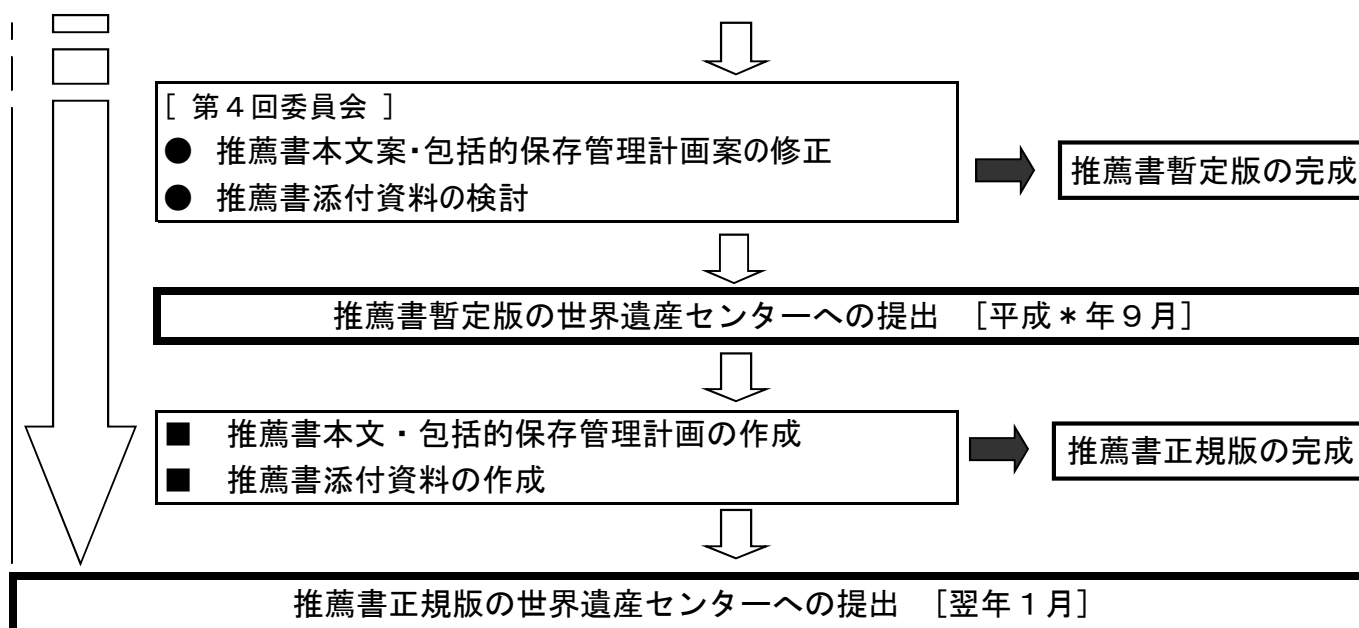 [ 第４回委員会 ]
● 推薦書本文案・包括的保存管理計画案の修正
● 推薦書添付資料の検討
推薦書暫定版の完成
推薦書暫定版の世界遺産センターへの提出 [平成＊年９月]
■ 推薦書本文・包括的保存管理計画の作成
■ 推薦書添付資料の作成
推薦書正規版の完成
推薦書正規版の世界遺産センターへの提出 [翌年１月]